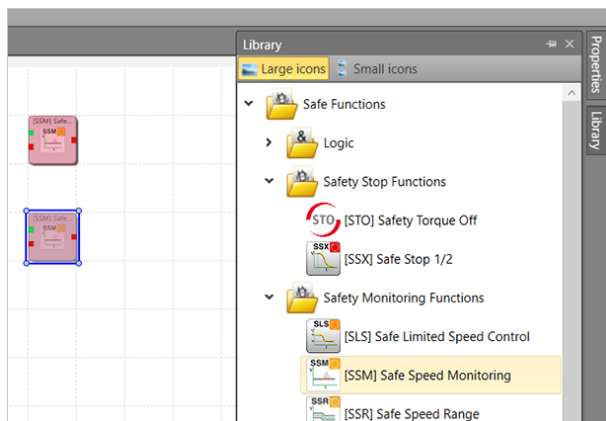 Library
Large icons
Small icons
Safe Functions
&
Logic
Safety Stop Functions
STO
[STO] Safety Torque Off
SSX
[SSX] Safe Stop 1/2
Safety Monitoring Functions
SLS
[SLS] Safe Limited Speed Control
SSM
[SSM] Safe Speed Monitoring
SSR
[SSR] Safe Speed Range
[SSM] Safe...
SSM
[SSM] Safe...
SSM
Properties
Library